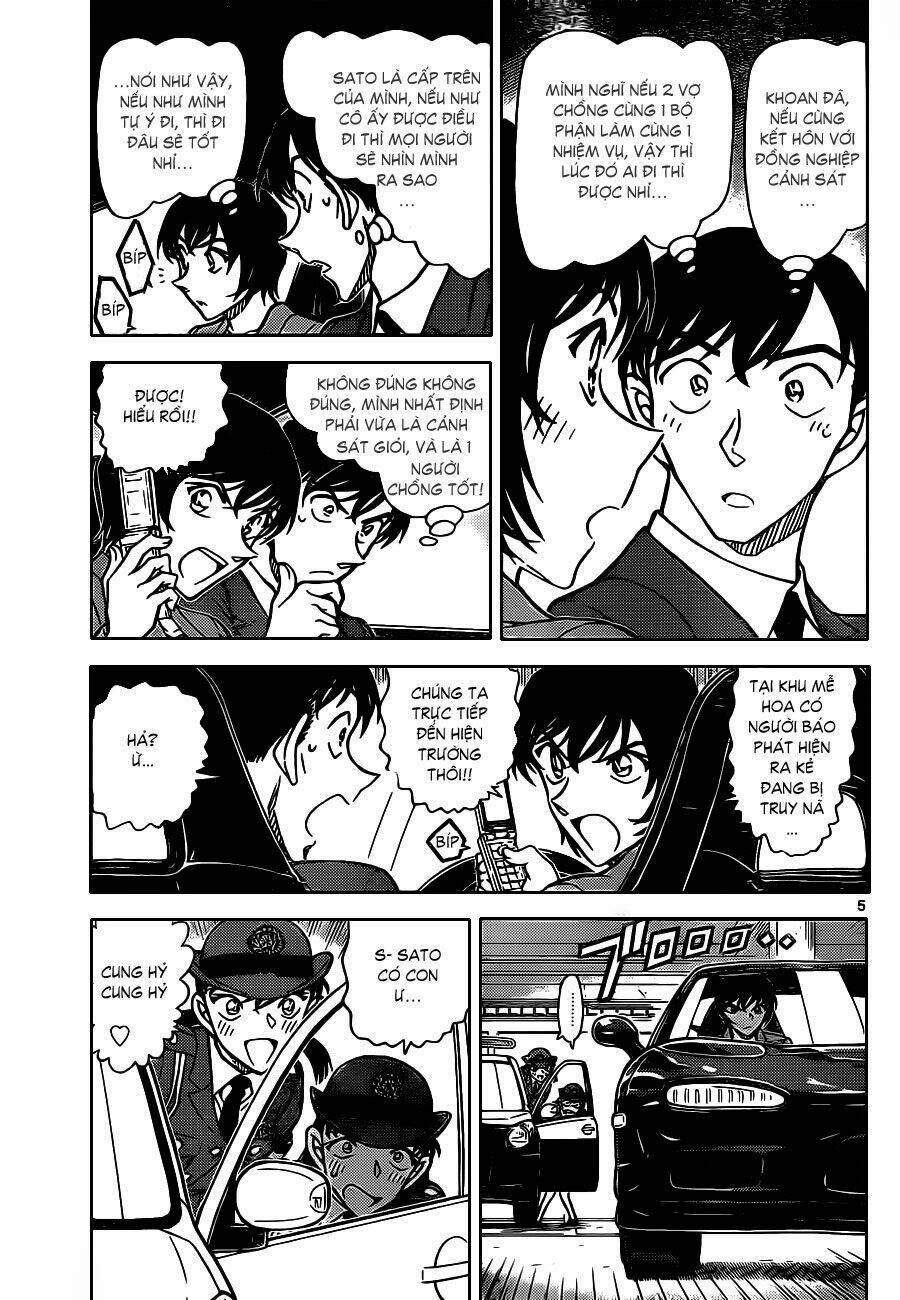 KHOAN ĐÃ,
NẾU CÙNG
KẾT HÔN VỚI
ĐỒNG NGHIỆP
CẢNH SÁT
...
MÌNH NGHĨ NẾU 2 VỢ
CHỒNG CÙNG 1 BỘ
PHẬN LÀM CÙNG 1
NHIỆM VỤ, VẬY THÌ
LÚC ĐÓ AI ĐI THÌ
ĐƯỢC NHỈ...
SATO LÀ CẤP TRÊN
CỦA MÌNH, NẾU NHƯ
CÔ ẤY ĐƯỢC ĐIỀU
ĐI THÌ MỌI NGƯỜI
SẼ NHÌN MÌNH
RA SAO
...
...NÓI NHƯ VẬY,
NẾU NHƯ MÌNH
TỰ Ý ĐI, THÌ ĐI
ĐÂU SẼ TỐT
NHỈ...
BÍP
BÍP
KHÔNG ĐÚNG KHÔNG
ĐÚNG, MÌNH NHẤT ĐỊNH
PHẢI VỪA LÀ CẢNH
SÁT GIỎI, VÀ LÀ 1
NGƯỜI
CHỒNG TỐT!
ĐƯỢC!
HIỂU RỒI!!
TẠI KHU MỄ
HOA CÓ
NGƯỜI BÁO
PHÁT HIỆN
RA KẺ
ĐANG BỊ
TRUY NÃ
...
CHÚNG TA
TRỰC TIẾP
ĐẾN HIỆN
TRƯỜNG
THÔI!!
BÍP
HẢ?
Ừ...
5
ブロロロ...
.......
S- SATO
CÓ CON
Ư...
CUNG HỶ
CUNG HỶ
♡